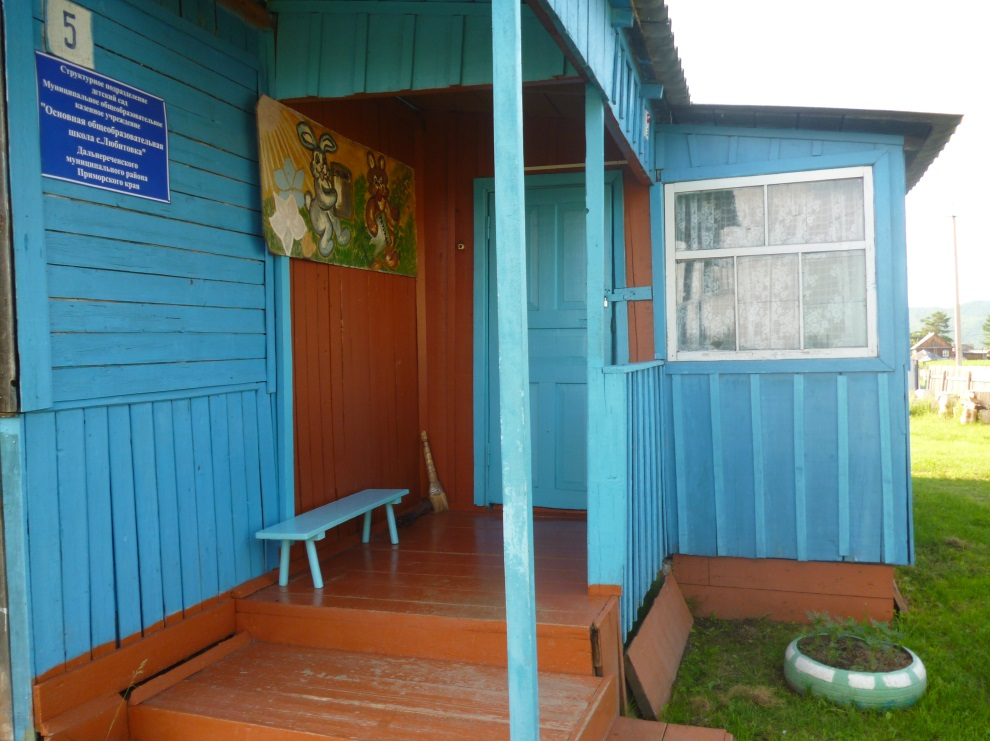 5
Структурное подразделение
детский сад
Муниципальное общеобразовательное
казенное учреждение
"Основная общеобразовательная
школа с.Любитовка"
Дальнереченского
муниципального района
Приморского края